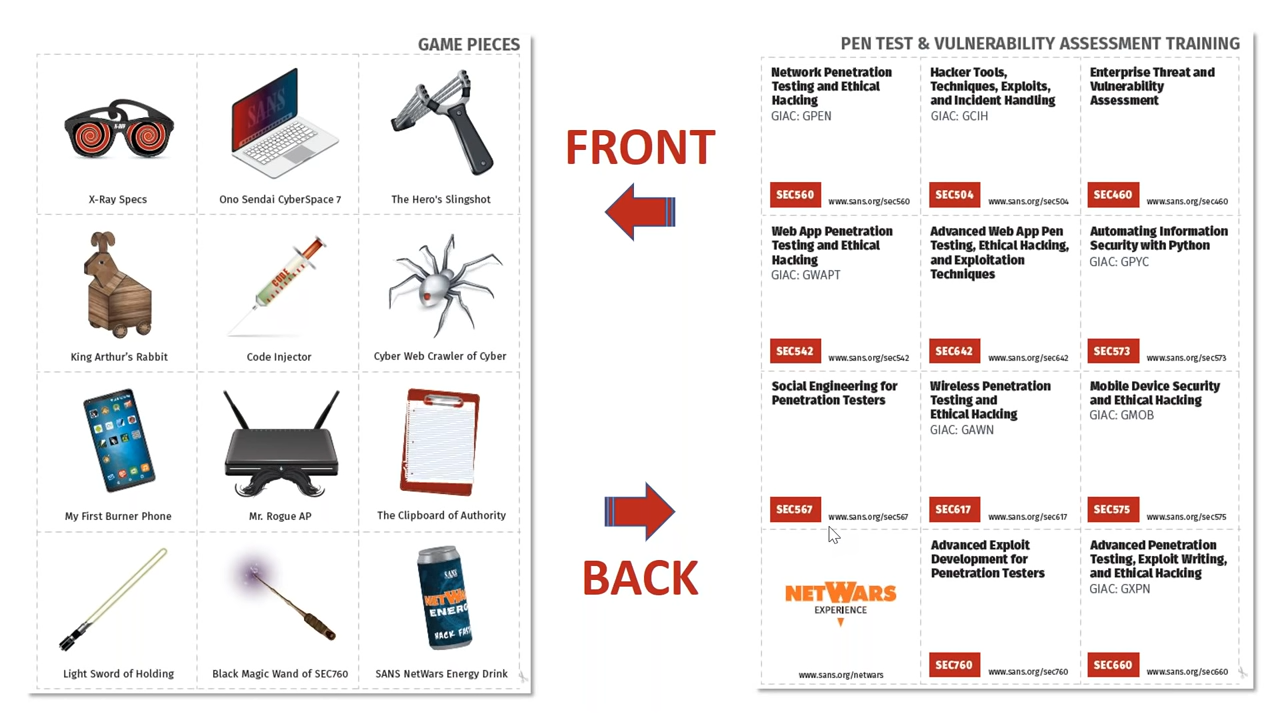 GAME PIECES
X-RAY
X-Ray Specs
SANS
Ono Sendai CyberSpace 7
The Hero's Slingshot
King Arthur's Rabbit
CODE
Code Injector
Cyber Web Crawler of Cyber
My First Burner Phone
Mr. Rogue AP
The Clipboard of Authority
Light Sword of Holding
Black Magic Wand of SEC760
SANS
NETWARS
ENERGY
HACK FAST
SANS NetWars Energy Drink
FRONT
BACK
PEN TEST & VULNERABILITY ASSESSMENT TRAINING
Network Penetration
Testing and Ethical
Hacking
GIAC: GPEN
SEC560 www.sans.org/sec560
Hacker Tools,
Techniques, Exploits,
and Incident Handling
GIAC: GCIH
SEC504 www.sans.org/sec504
Enterprise Threat and
Vulnerability
Assessment
SEC460 www.sans.org/sec460
Web App Penetration
Testing and Ethical
Hacking
GIAC: GWAPT
SEC542 www.sans.org/sec542
Advanced Web App Pen
Testing, Ethical Hacking,
and Exploitation
Techniques
SEC642 www.sans.org/sec642
Automating Information
Security with Python
GIAC: GPYC
SEC573 www.sans.org/sec573
Social Engineering for
Penetration Testers
SEC567 www.sans.org/sec567
Wireless Penetration
Testing and
Ethical Hacking
GIAC: GAWN
SEC617 www.sans.org/sec617
Mobile Device Security
and Ethical Hacking
GIAC: GMOB
SEC575 www.sans.org/sec575
NETWARS
EXPERIENCE
www.sans.org/netwars
Advanced Exploit
Development for
Penetration Testers
SEC760 www.sans.org/sec760
Advanced Penetration
Testing, Exploit Writing,
and Ethical Hacking
GIAC: GXPN
SEC660 www.sans.org/sec660